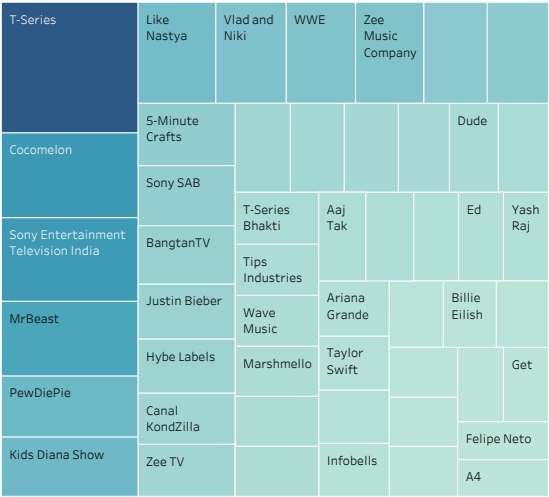 T-Series
Cocomelon
Sony Entertainment
Television India
MrBeast
PewDiePie
Kids Diana Show
Like
Nastya
Vlad and
Niki
WWE
Zee
Music
Company
5-Minute
Crafts
Sony SAB
BangtanTV
Justin Bieber
Hybe Labels
Canal
KondZilla
Zee TV
Dude
T-Series
Bhakti
Tips
Industries
Wave
Music
Marshmello
Aaj
Tak
Ed
Yash
Raj
Ariana
Grande
Taylor
Swift
Infobells
Billie
Eilish
Get
Felipe Neto
A4